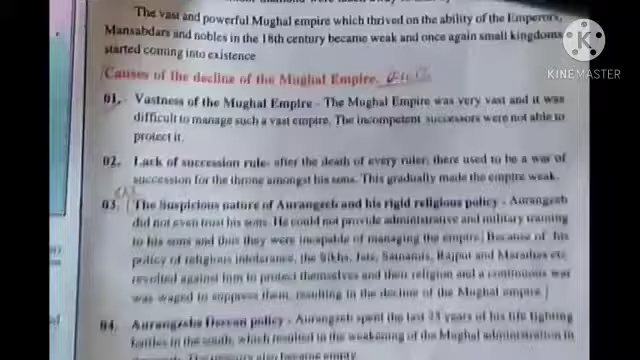 The vast and powerful Mughal empire which thrived on the ability of the Emperors,
Mansabdars and nobles in the 18th century became weak and once again small kingdoms
started coming into existence
Causes of the decline of the Mughal Empire.
01. Vastness of the Mughal Empire - The Mughal Empire was very vast and it was
difficult to manage such a vast empire. The incompetent successors were not able to
protect it.
02. Lack of succession rule- after the death of every ruler, there used to be a war of
succession for the throne amongst his sons. This gradually made the empire weak.
03. The Suspicious nature of Aurangzeb and his rigid religious policy - Aurangzeb
did not even trust his sons. He could not provide administrative and military training
to his sons and thus they were incapable of managing the empire. Because of his
policy of religious intolerance, the Sikhs, Jats, Satnamis, Rajput and Marathas etc
revolted against him to protect themselves and their religion and a continuous war
was waged to suppress them, resulting in the decline of the Mughal empire.
04. Aurangzebs Deccan policy - Aurangzeb spent the last 25 years of his life fighting
battles in the south, which resulted in the weakening of the Mughal administration in
also became empty
KINEMASTER